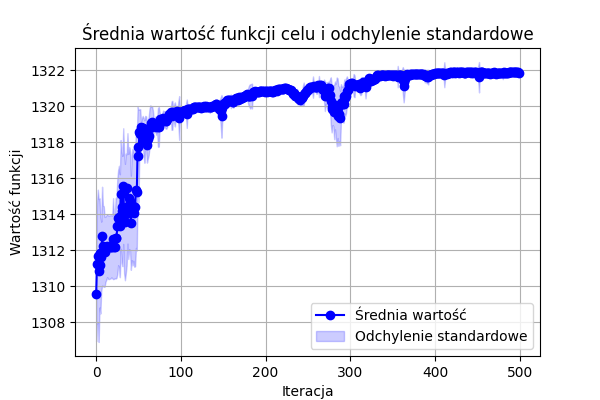 Średnia wartość funkcji celu i odchylenie standardowe
1322
1320
1318
1316
1314
1312
1310
1308
Wartość funkcji
Średnia wartość
Odchylenie standardowe
0 100 200 300 400 500
Iteracja